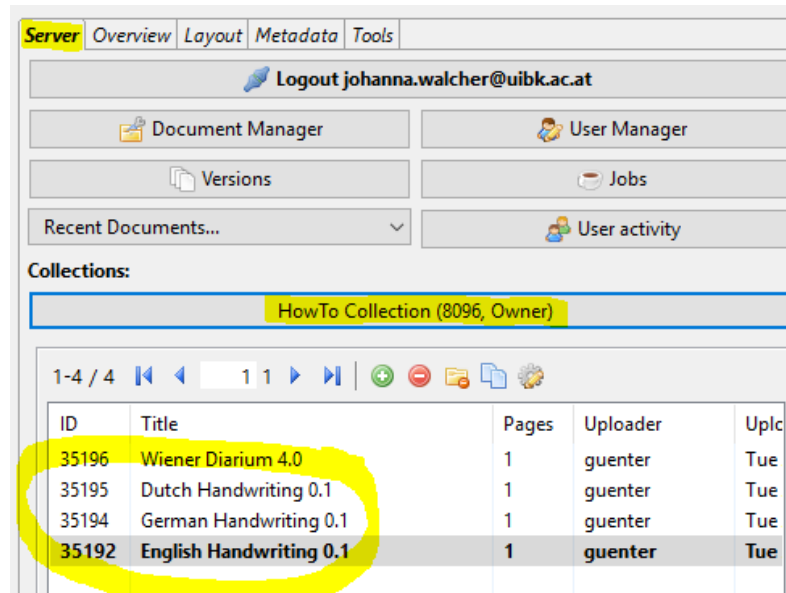 Server Overview Layout Metadata Tools
Logout johanna.walcher@uibk.ac.at
Document Manager User Manager
Versions Jobs
Recent Documents... User activity
Collections:
HowTo Collection (8096, Owner)
1-4 / 4 1 1
ID Title Pages Uploader Uplc
35196 Wiener Diarium 4.0 1 guenter Tue
35195 Dutch Handwriting 0.1 1 guenter Tue
35194 German Handwriting 0.1 1 guenter Tue
35192 English Handwriting 0.1 1 guenter Tue